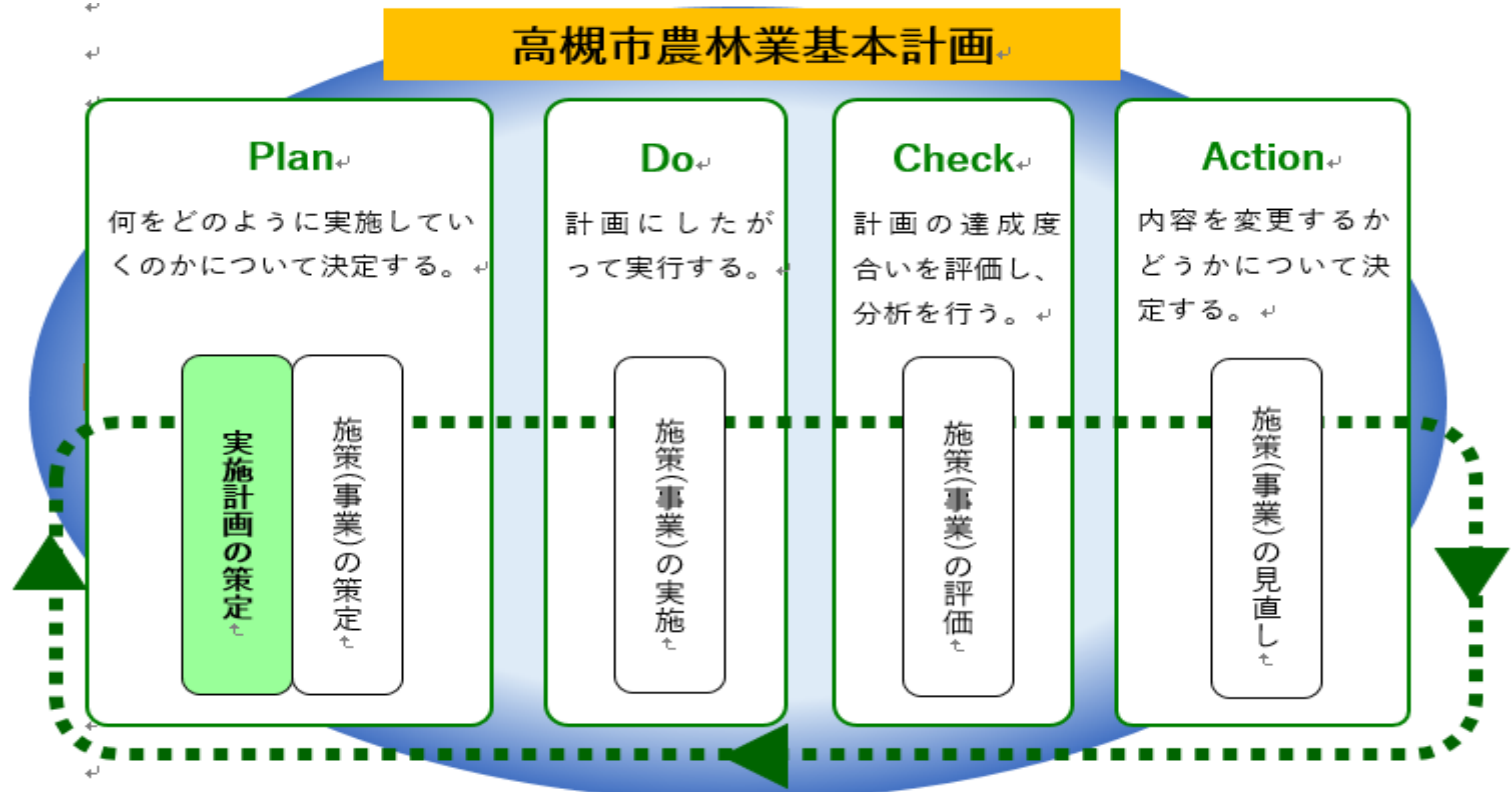 高槻市農林業基本計画
Plan
何をどのように実施してい
くのかについて決定する。
実施計画の策定
施策(事業)の策定
Do
計画にしたが
って実行する。
施策(事業)の実施
Check
計画の達成度
合いを評価し、
分析を行う。
施策(事業)の評価
Action
内容を変更するか
どうかについて決
定する。
施策(事業)の見直し